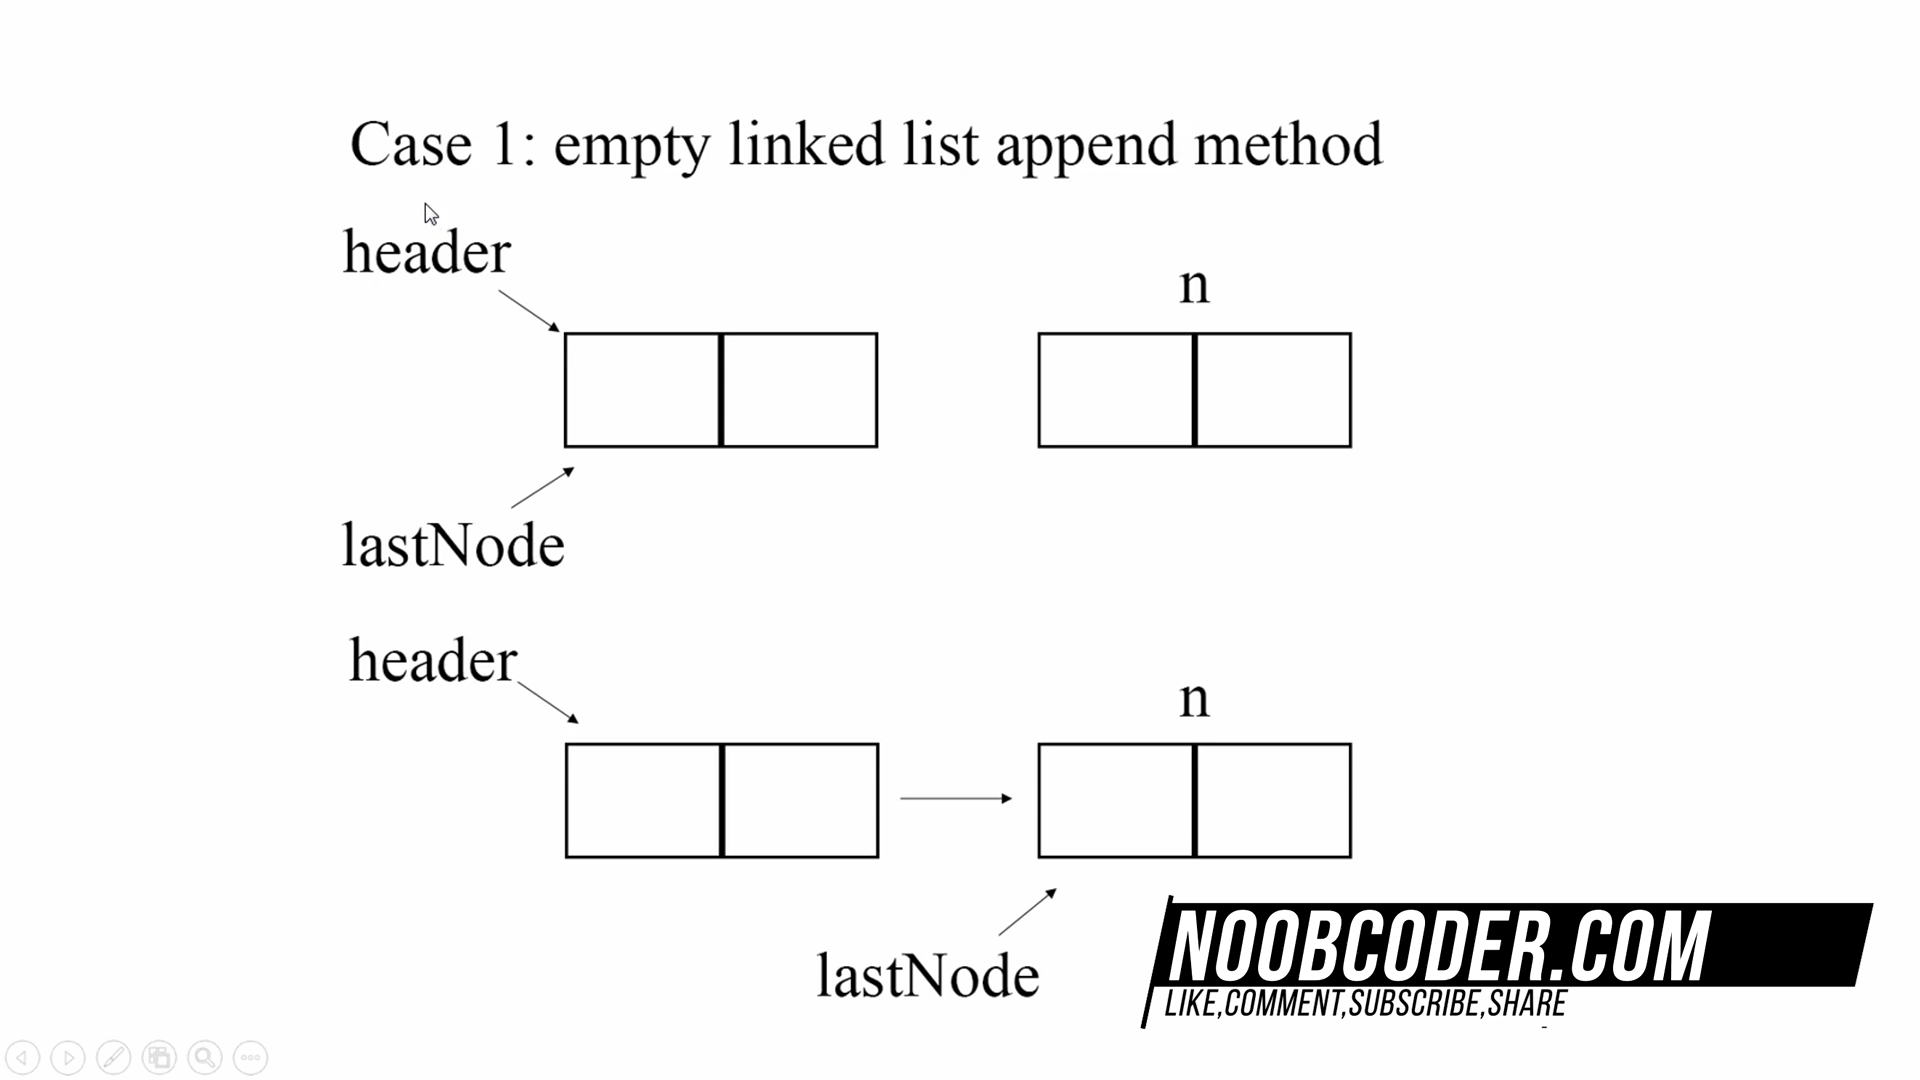 Case 1: empty linked list append method
header
n
lastNode
header
n
lastNode
NOOBCODER.COM
LIKE,COMMENT,SUBSCRIBE,SHARE